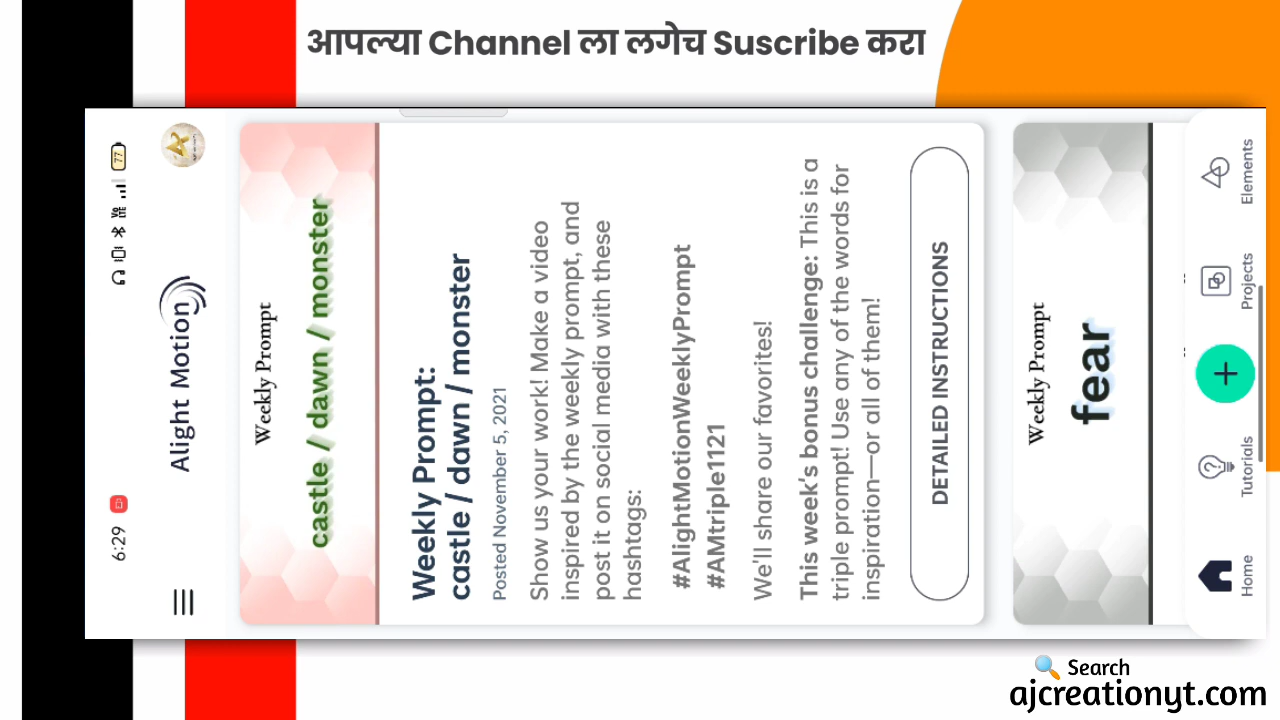 आपल्या Channel ला लगेच Suscribe करा
6:29
77
Alight Motion
Weekly Prompt
castle / dawn / monster
Weekly Prompt:
castle / dawn / monster
Posted November 5, 2021
Show us your work! Make a video
inspired by the weekly prompt, and
post it on social media with these
hashtags:
#AlightMotionWeeklyPrompt
#AMtriple1121
We'll share our favorites!
This week's bonus challenge: This is a
triple prompt! Use any of the words for
inspiration—or all of them!
DETAILED INSTRUCTIONS
Weekly Prompt
fear
Home
Tutorials
Projects
Elements
Search
ajcreationyt.com